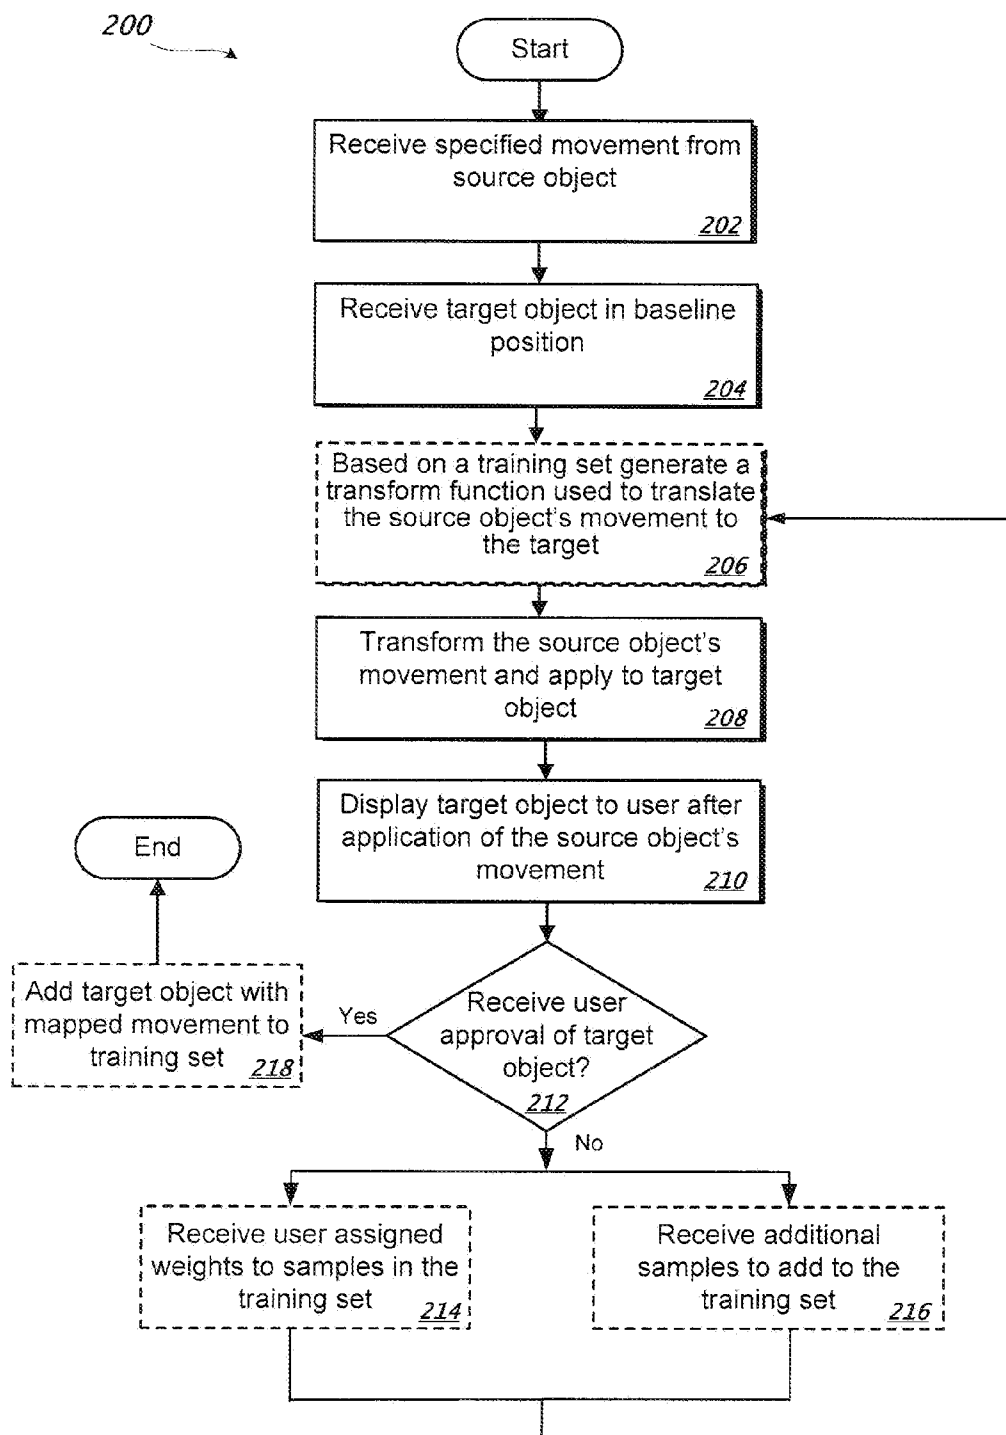 200
Start
Receive specified movement from
source object
202
Receive target object in baseline
position
204
Based on a training set generate a
transform function used to translate
the source object's movement to
the target
206
Transform the source object's
movement and apply to target
object
208
Display target object to user after
application of the source object's
movement
210
End
Receive user
approval of target
object?
212
Yes
Add target object with
mapped movement to
training set
218
No
Receive user assigned
weights to samples in the
training set
214
Receive additional
samples to add to the
training set
216